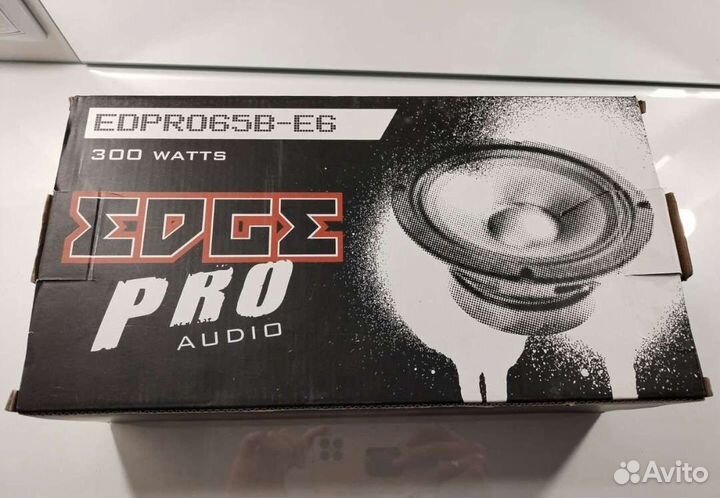 EDPRO65B-E6
300 WATTS
EDGE
PRO
AUDIO
Avito